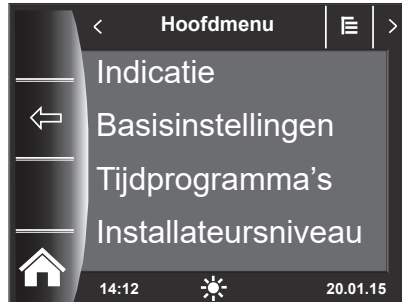 Hoofdmenu
Indicatie
Basisinstellingen
Tijdprogramma's
Installateursniveau
14:12 20.01.15